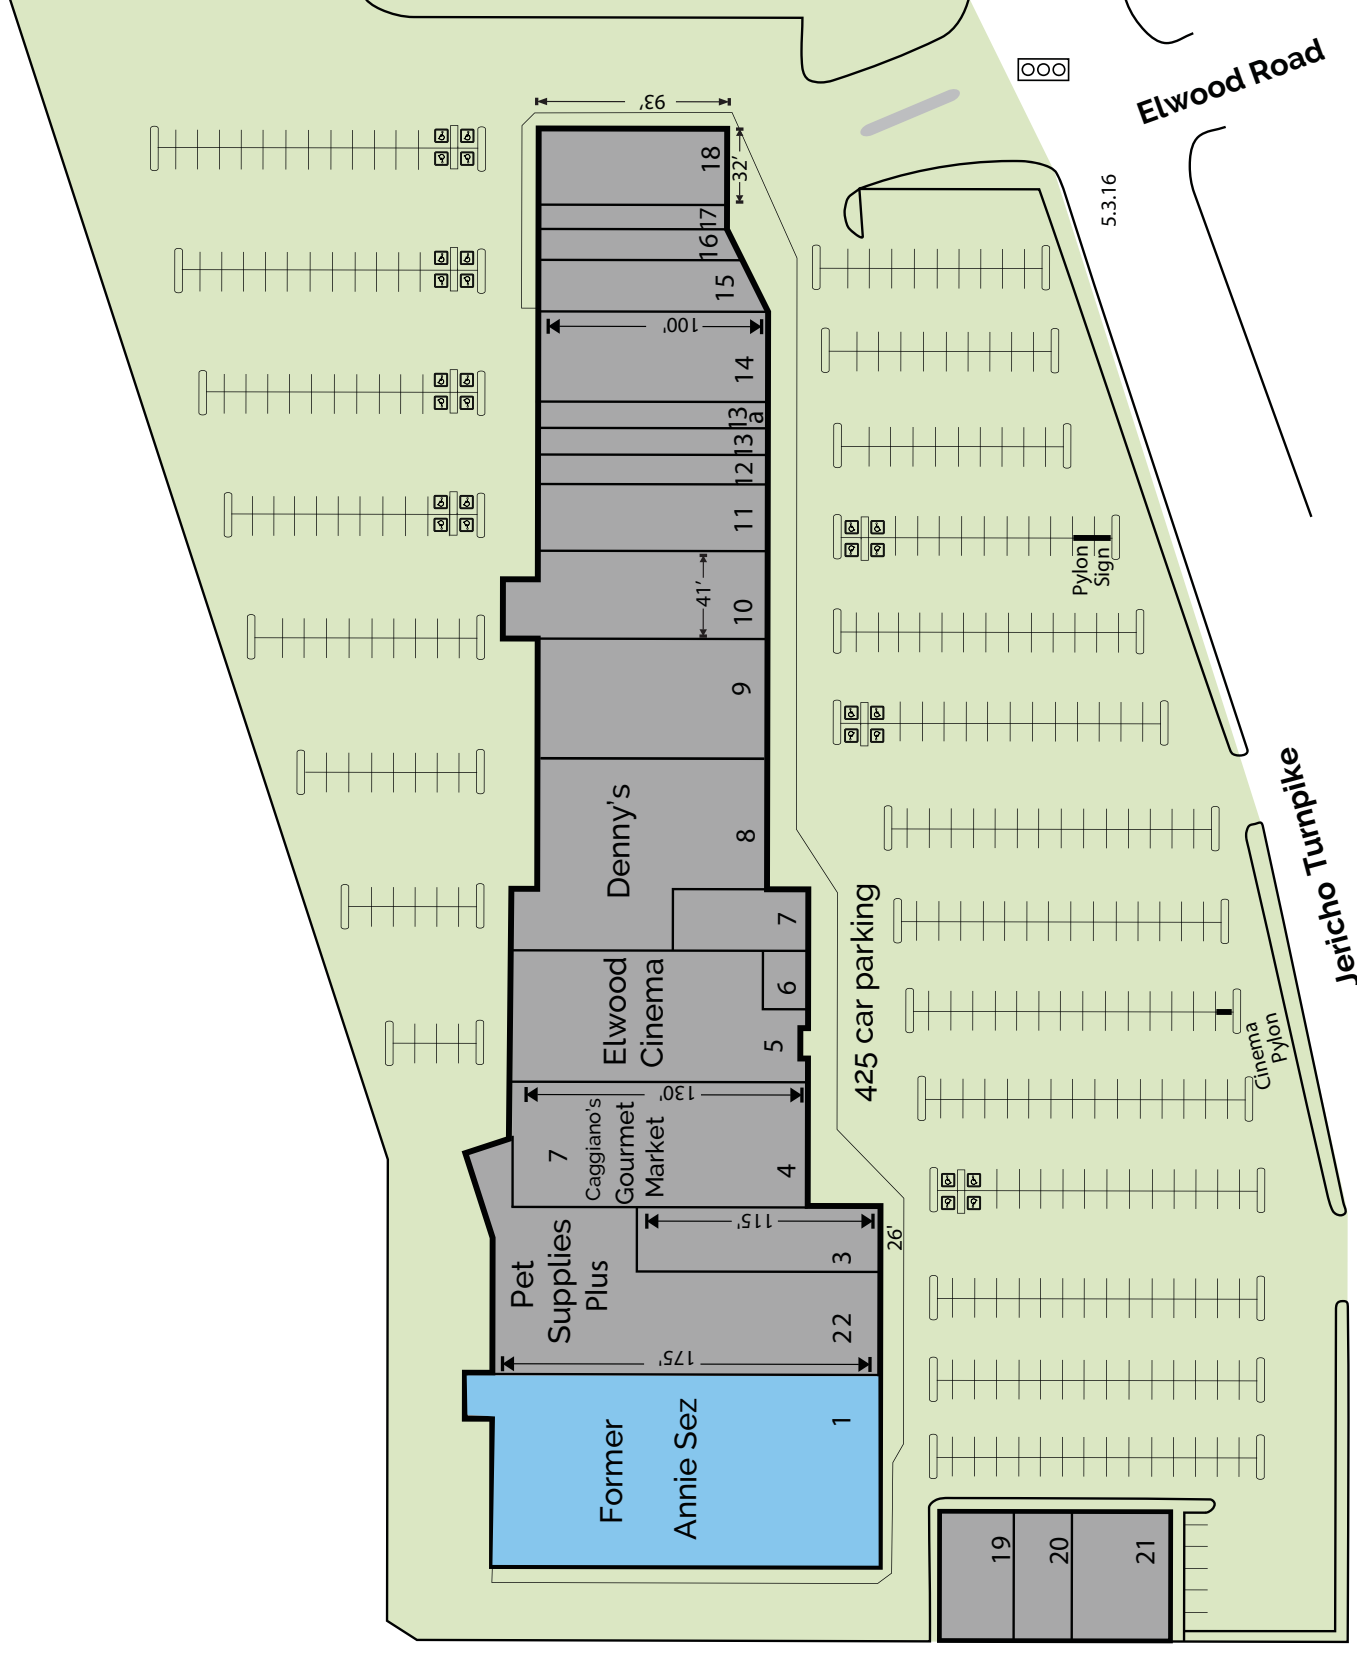 Elwood Road
93'
18
32'
17
16
15
5.3.16
100'
14
13
a
13
12
11
Pylon
Sign
41'
10
9
Denny's
8
Jericho Turnpike
7
425 car parking
Elwood
Cinema
6
5
Cinema
Pylon
130'
7
Caggiano's
Gourmet
Market
4
115'
26'
3
Pet
Supplies
Plus
22
175'
Former
Annie Sez
1
19
20
21